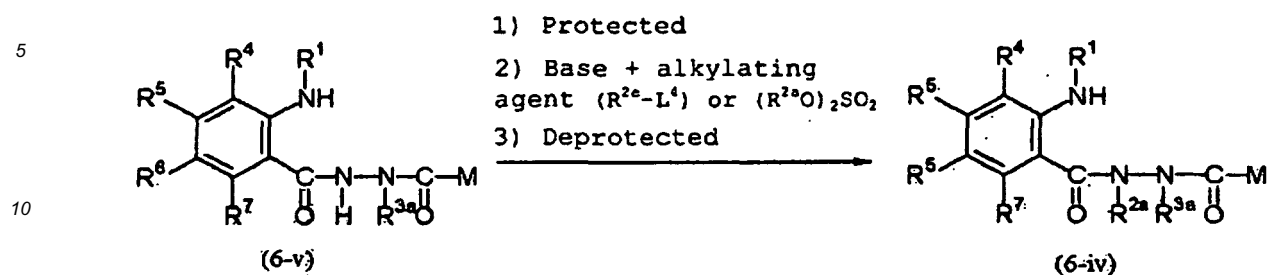 5
10
1) Protected
2) Base + alkylating
agent (R²ᵉ-L⁴) or (R²ᵃO)₂SO₂
3) Deprotected
R⁴ R¹
R⁵ NH
R⁶ C-N-N-C-M
R⁷ O H R³ᵃ O
(6-v)
R⁴ R¹
R⁵ NH
R⁵ C-N-N-C-M
R⁷ O R²ᵃ R³ᵃ O
(6-iv)